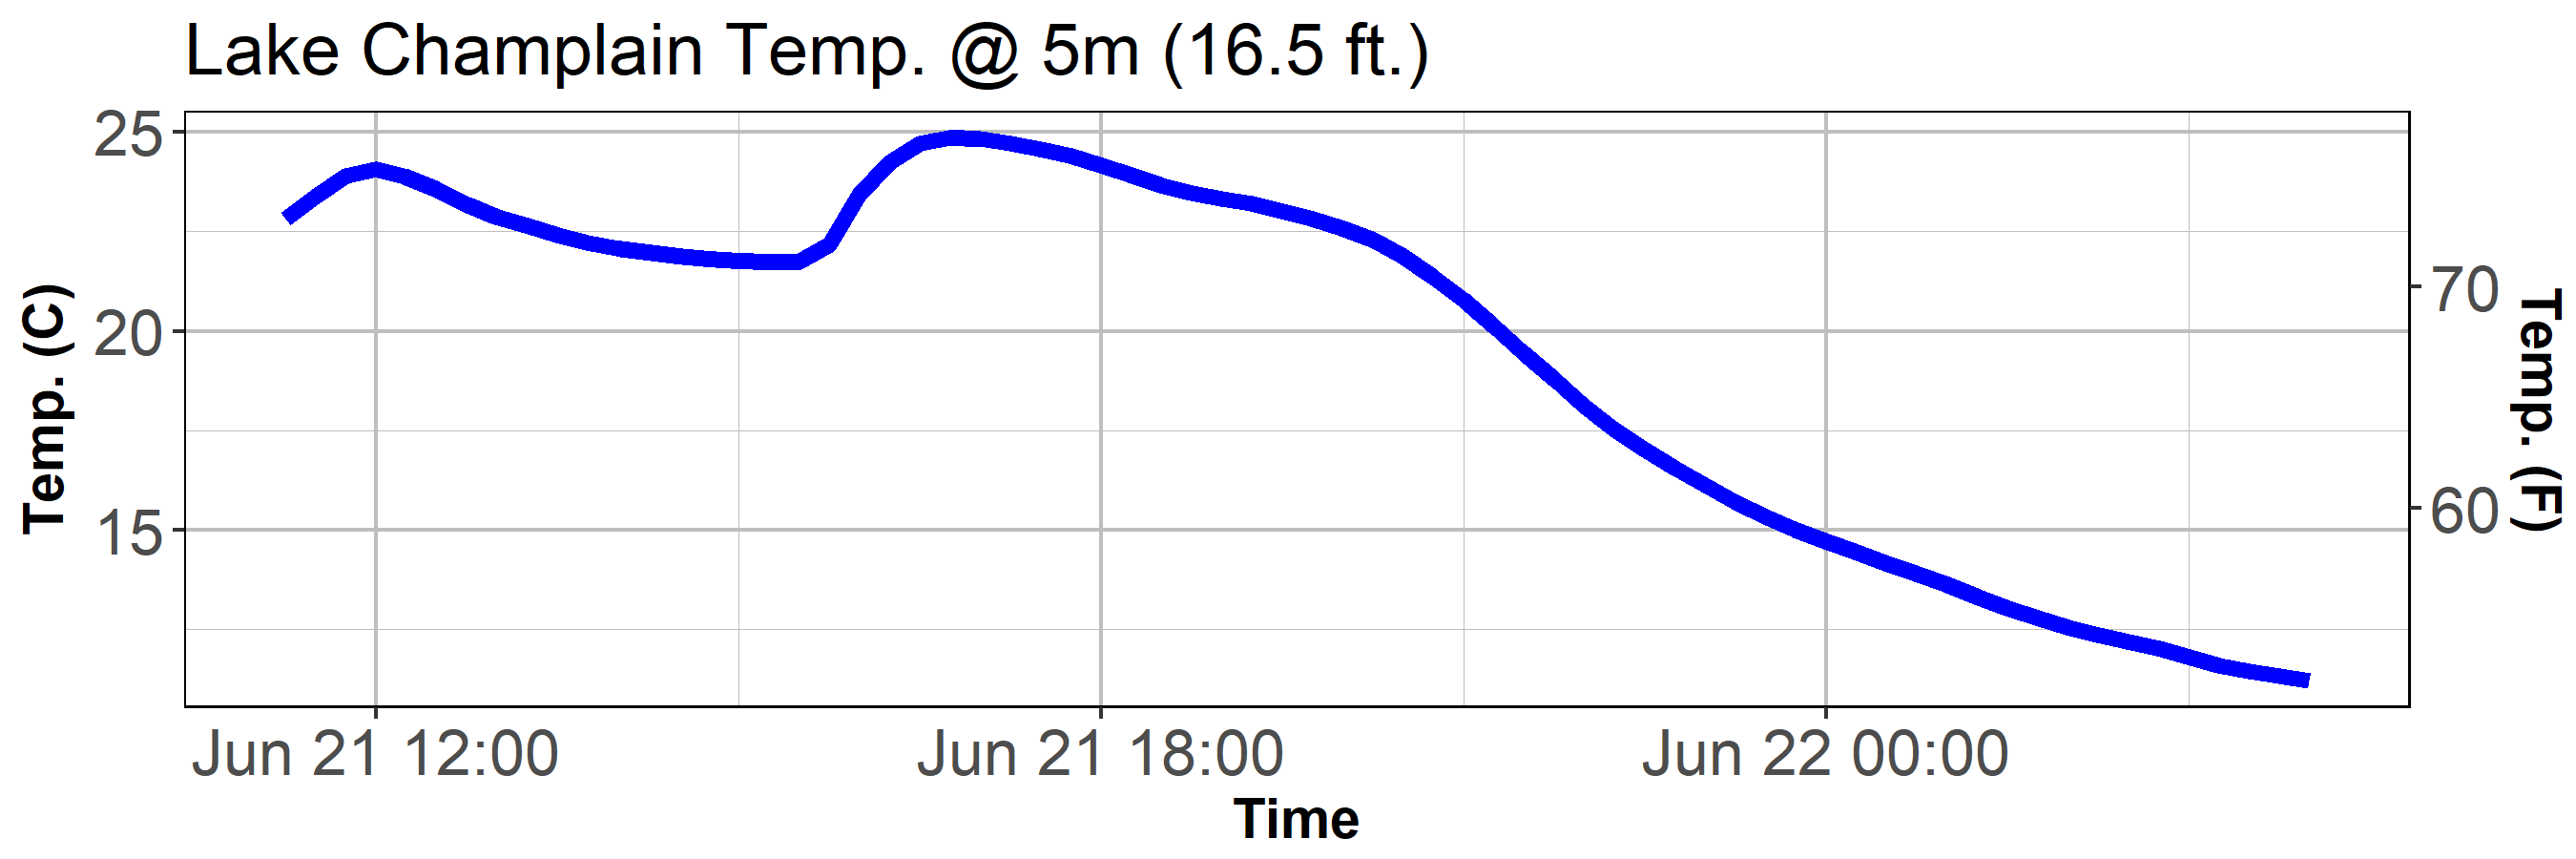 Lake Champlain Temp. @ 5m (16.5 ft.)
25
20
15
Temp. (C)
70
60
Temp. (F)
Jun 21 12:00 Jun 21 18:00 Jun 22 00:00
Time